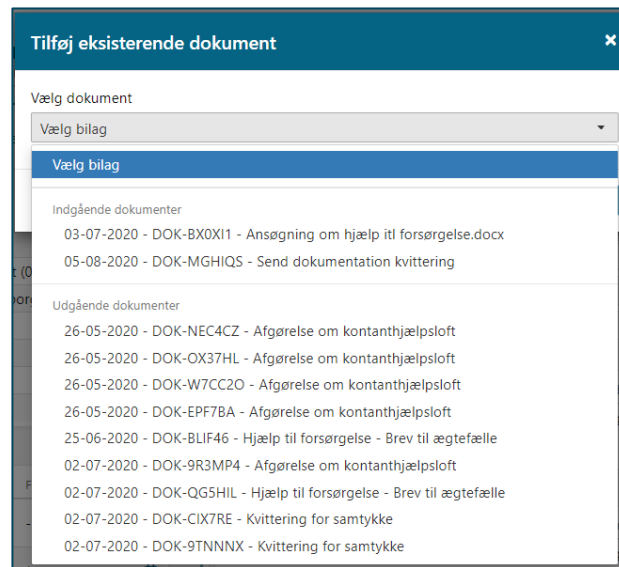 Tilføj eksisterende dokument
Vælg dokument
Vælg bilag
Vælg bilag
Indgående dokumenter
03-07-2020 - DOK-BX0XI1 - Ansøgning om hjælp itl forsørgelse.docx
05-08-2020 - DOK-MGHIQS - Send dokumentation kvittering
Udgående dokumenter
26-05-2020 - DOK-NEC4CZ - Afgørelse om kontanthjælpsloft
26-05-2020 - DOK-OX37HL - Afgørelse om kontanthjælpsloft
26-05-2020 - DOK-W7CC2O - Afgørelse om kontanthjælpsloft
26-05-2020 - DOK-EPF7BA - Afgørelse om kontanthjælpsloft
25-06-2020 - DOK-BLIF46 - Hjælp til forsørgelse - Brev til ægtefælle
02-07-2020 - DOK-9R3MP4 - Afgørelse om kontanthjælpsloft
02-07-2020 - DOK-QG5HIL - Hjælp til forsørgelse - Brev til ægtefælle
02-07-2020 - DOK-CIX7RE - Kvittering for samtykke
02-07-2020 - DOK-9TNNNX - Kvittering for samtykke